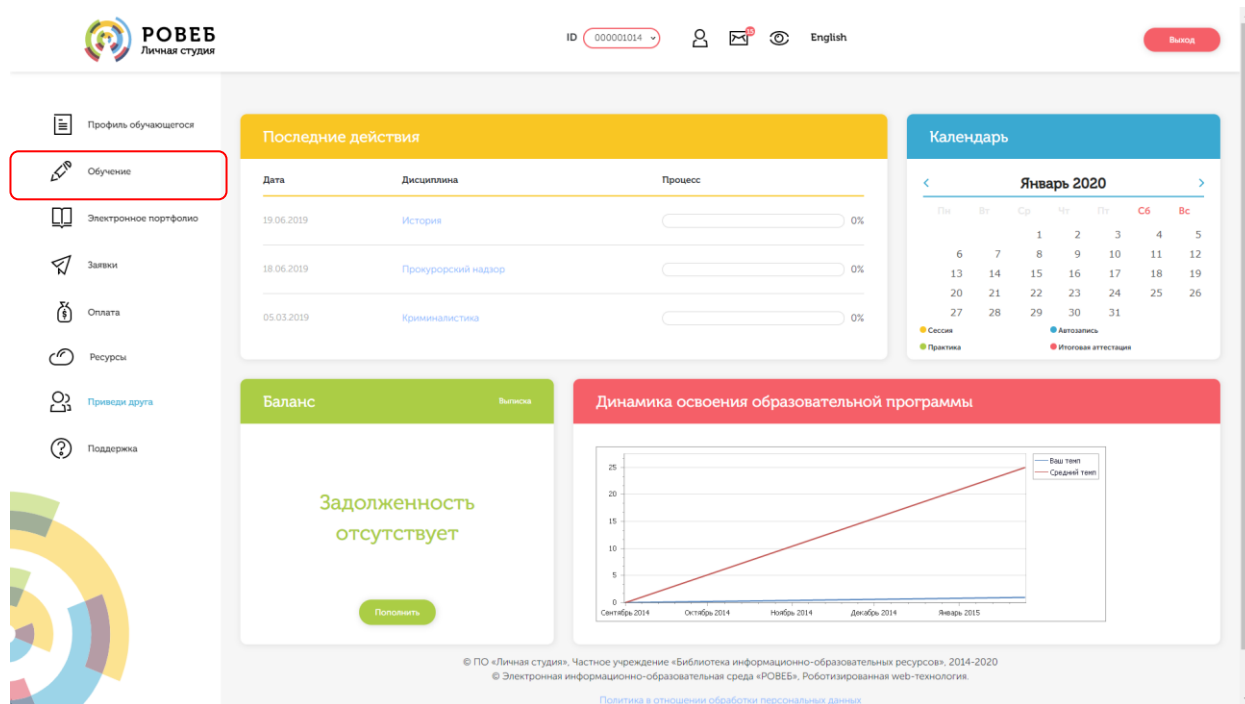 РОВЕБ
Личная студия
ID 000001014
15
English
Выход
Профиль обучающегося
Обучение
Электронное портфолио
Заявки
Оплата
Ресурсы
Приведи друга
Поддержка
Последние действия
Дата Дисциплина Процесс
19.06.2019 История 0%
18.06.2019 Прокурорский надзор 0%
05.03.2019 Криминалистика 0%
Календарь
Январь 2020
Пн Вт Ср Чт Пт Сб Вс
1 2 3 4 5
6 7 8 9 10 11 12
13 14 15 16 17 18 19
20 21 22 23 24 25 26
27 28 29 30 31
Сессия Автозапись
Практика Итоговая аттестация
Баланс Выписка
Задолженность
отсутствует
Пополнить
Динамика освоения образовательной программы
25
20
15
10
5
0
Сентябрь 2014 Октябрь 2014 Ноябрь 2014 Декабрь 2014 Январь 2015
Ваш темп
Средний темп
© ПО «Личная студия», Частное учреждение «Библиотека информационно-образовательных ресурсов», 2014-2020
© Электронная информационно-образовательная среда «РОВЕБ», Роботизированная web-технология.
Политика в отношении обработки персональных данных